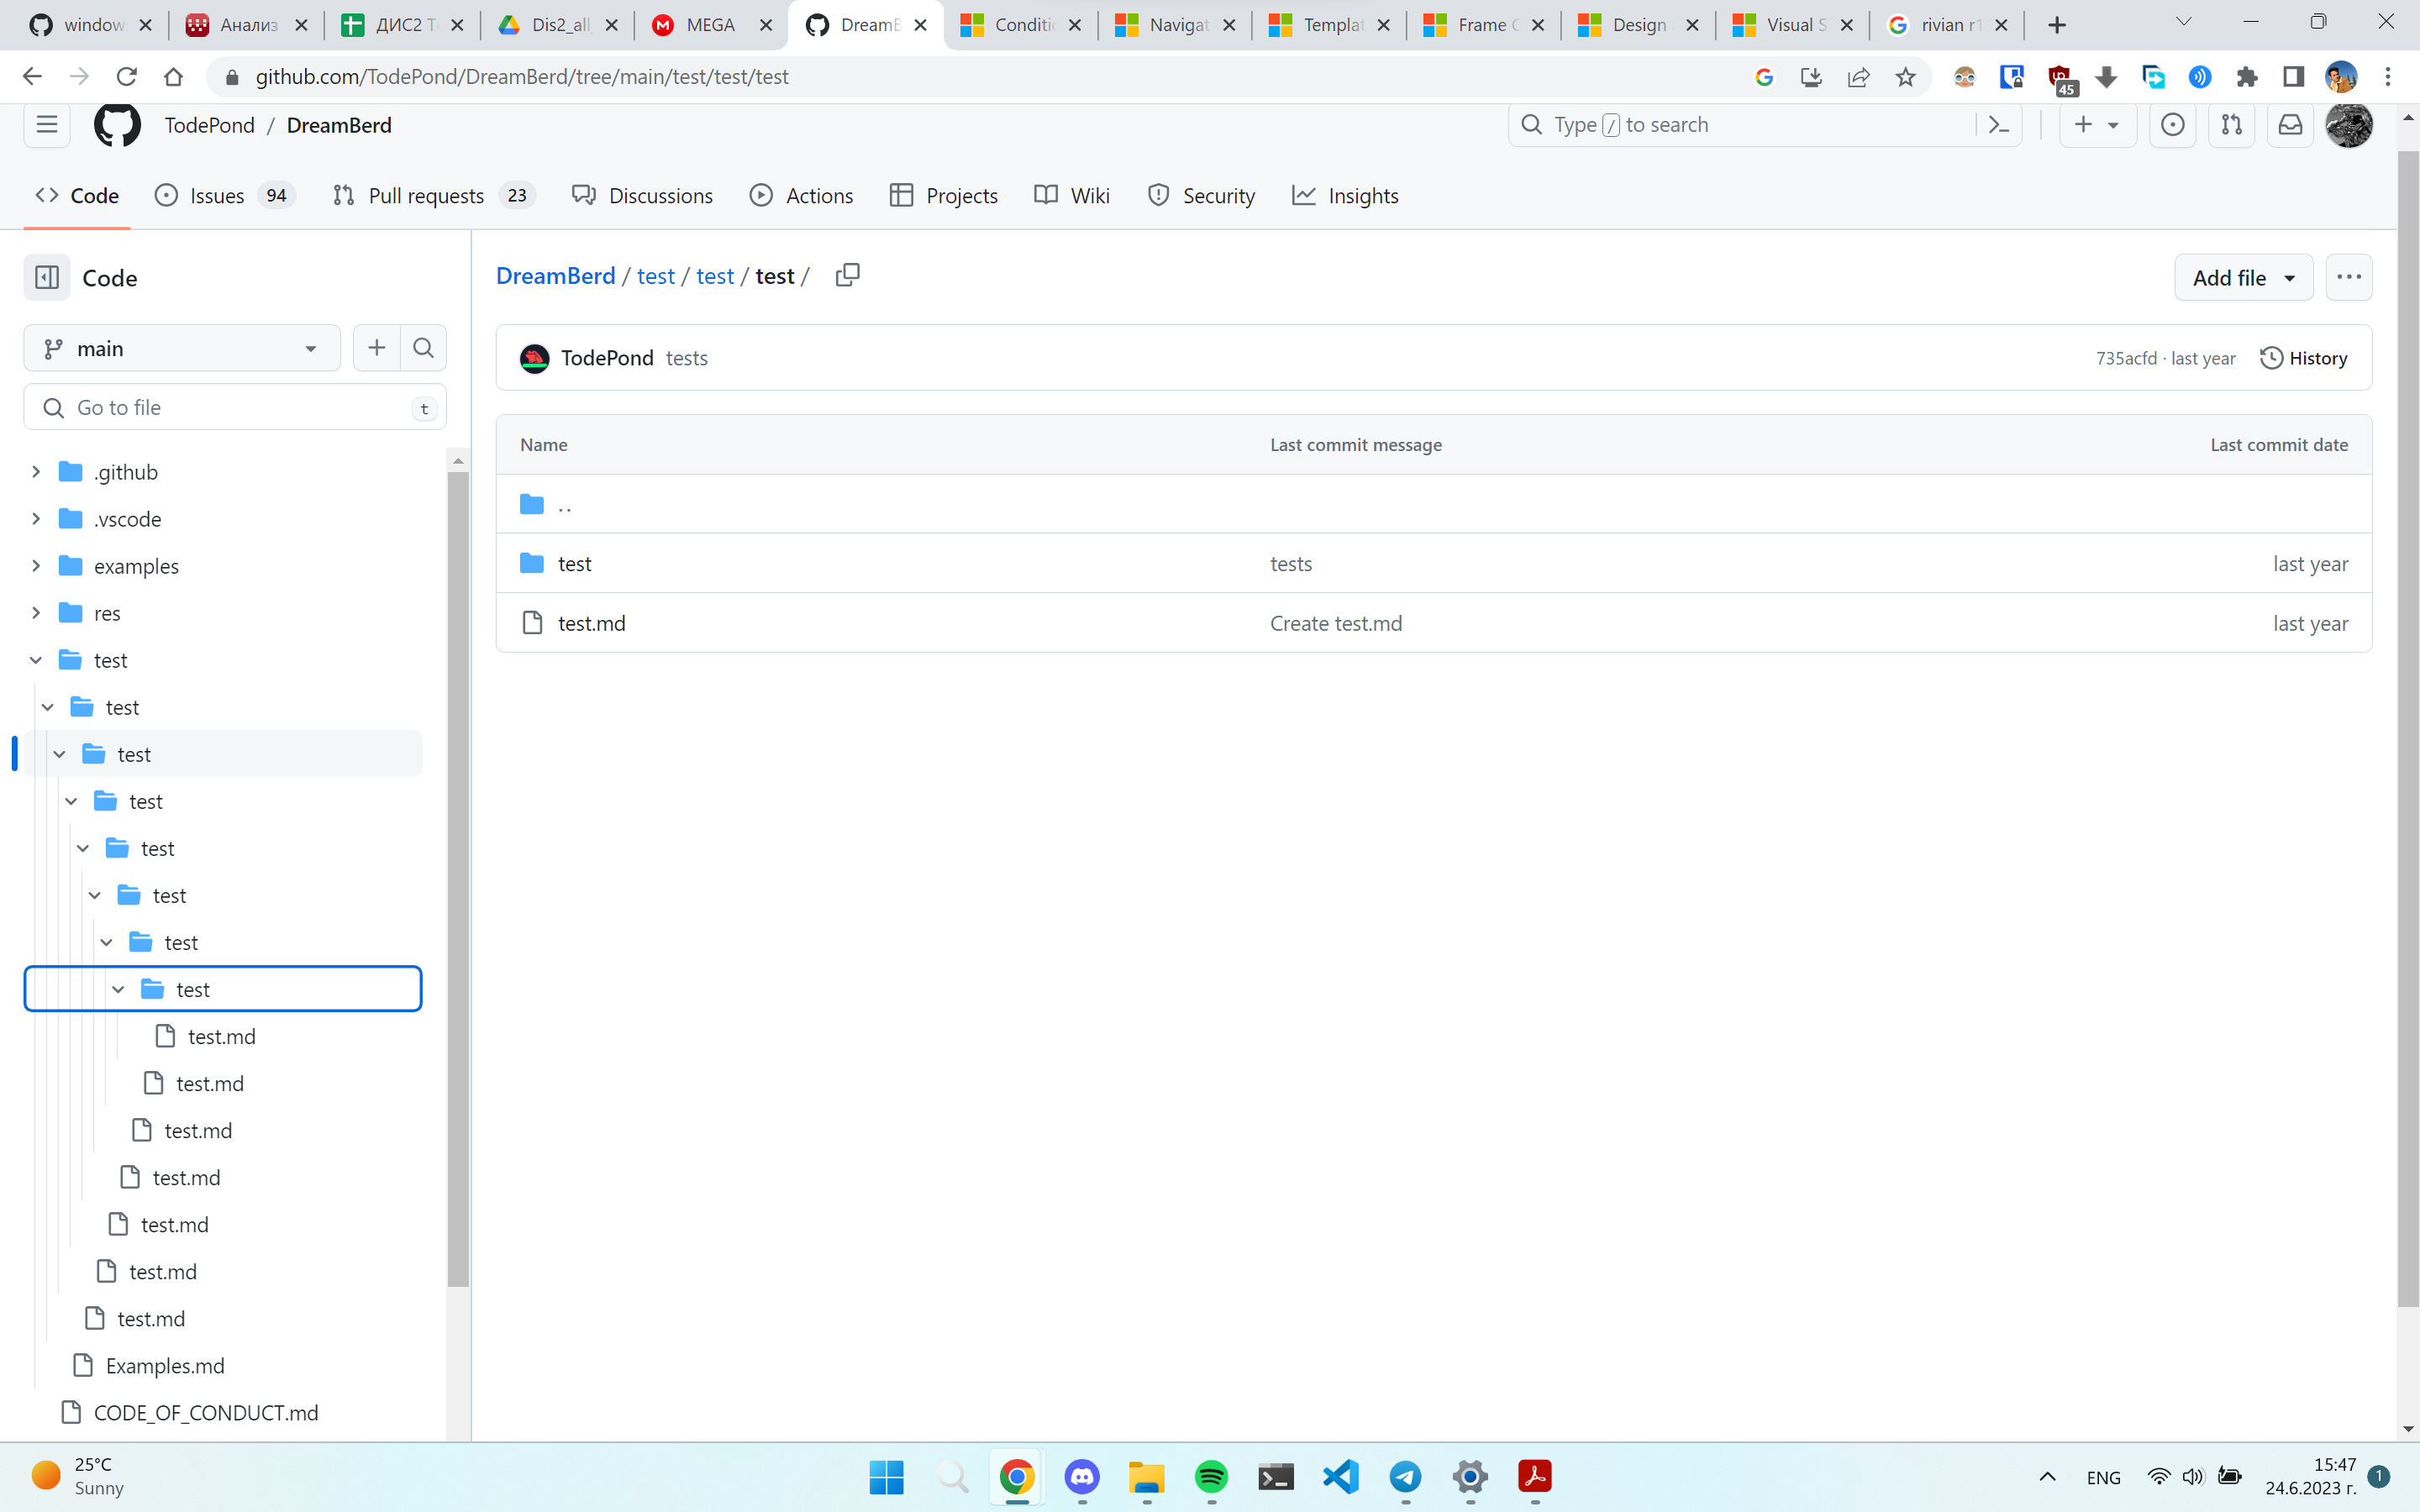 window
Анализ
ДИС2 Т
Dis2_all
MEGA
DreamB
Conditi
Navigat
Templat
Frame
Design
Visual S
rivian r1
github.com/TodePond/DreamBerd/tree/main/test/test/test
45
TodePond / DreamBerd
Type / to search
Code
Issues 94
Pull requests 23
Discussions
Actions
Projects
Wiki
Security
Insights
Code
main
Go to file
t
.github
.vscode
examples
res
test
test
test
test
test
test
test
test
test.md
test.md
test.md
test.md
test.md
test.md
test.md
Examples.md
CODE_OF_CONDUCT.md
DreamBerd / test / test / test /
Add file
TodePond tests
735acfd · last year
History
Name Last commit message Last commit date
..
test tests last year
test.md Create test.md last year
25°C
Sunny
ENG
15:47
24.6.2023 г.
1